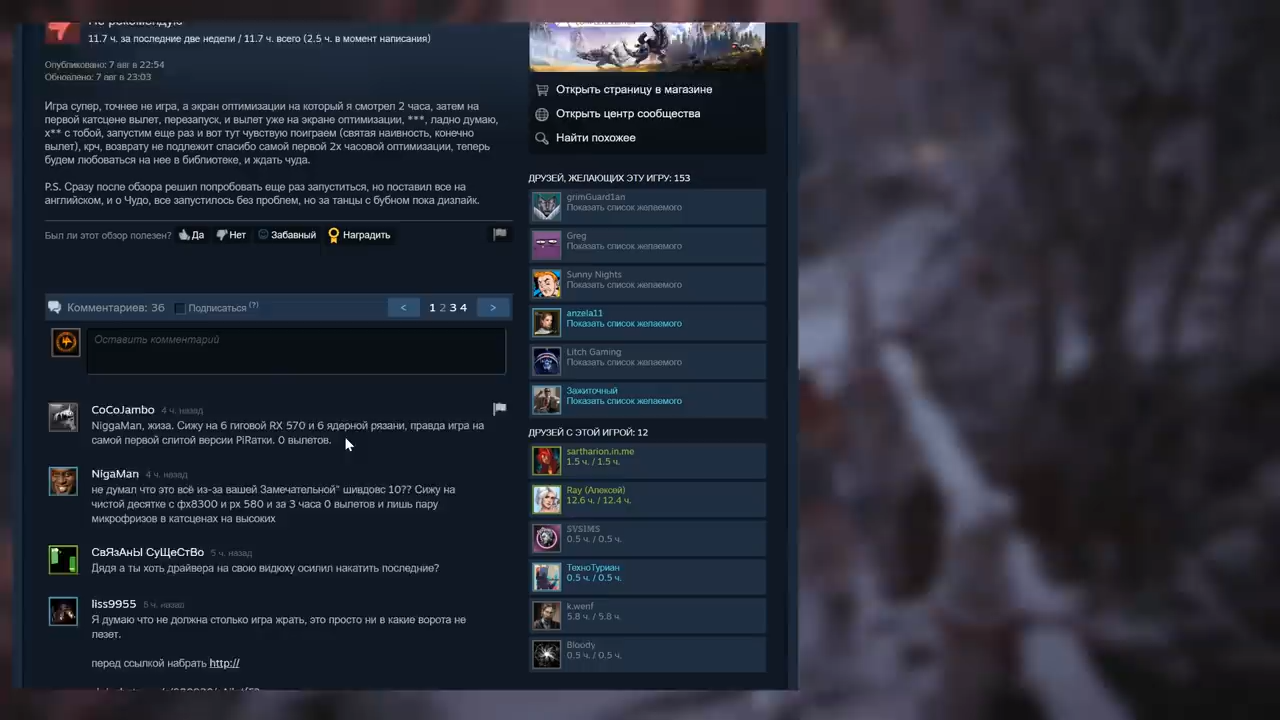 Не рекомендую
11.7 ч. за последние две недели / 11.7 ч. всего (2.5 ч. в момент написания)
Опубликовано: 7 авг в 22:54
Обновлено: 7 авг в 23:03
Игра супер, точнее не игра, а экран оптимизации на который я смотрел 2 часа, затем на
первой катсцене вылет, перезапуск, и вылет уже на экране оптимизации, ***, ладно думаю,
х** с тобой, запустим еще раз и вот тут чувствую поиграем (святая наивность, конечно
вылет), крч, возврату не подлежит спасибо самой первой 2х часовой оптимизации, теперь
будем любоваться на нее в библиотеке, и ждать чуда.
P.S. Сразу после обзора решил попробовать еще раз запуститься, но поставил все на
английском, и о Чудо, все запустилось без проблем, но за танцы с бубном пока дизлайк.
Был ли этот обзор полезен? Да Нет Забавный Наградить
Комментариев: 36 Подписаться (?) < 1 2 3 4 >
Оставить комментарий
CoCoJambo 4 ч. назад
NiggaMan, жиза. Сижу на 6 гиговой RX 570 и 6 ядерной рязани, правда игра на
самой первой слитой версии PiRатки. 0 вылетов.
NigaMan 4 ч. назад
не думал что это всё из-за вашей Замечательной" шивдовс 10?? Сижу на
чистой десятке с фх8300 и рх 580 и за 3 часа 0 вылетов и лишь пару
микрофризов в катсценах на высоких
СвЯзАнЫ СуЩеСтВо 5 ч. назад
Дядя а ты хоть драйвера на свою видюху осилил накатить последние?
liss9955 5 ч. назад
Я думаю что не должна столько игра жрать, это просто ни в какие ворота не
лезет.
перед ссылкой набрать http://
Открыть страницу в магазине
Открыть центр сообщества
Найти похожее
ДРУЗЕЙ, ЖЕЛАЮЩИХ ЭТУ ИГРУ: 153
grimGuard1an
Показать список желаемого
Greg
Показать список желаемого
Sunny Nights
Показать список желаемого
anzela11
Показать список желаемого
Litch Gaming
Показать список желаемого
Зажиточный
Показать список желаемого
ДРУЗЕЙ С ЭТОЙ ИГРОЙ: 12
sartharion.in.me
1.5 ч. / 1.5 ч.
Ray (Алексей)
12.6 ч. / 12.4 ч.
SVSIMS
0.5 ч. / 0.5 ч.
ТехноТуриан
0.5 ч. / 0.5 ч.
k.wenf
5.8 ч. / 5.8 ч.
Bloody
0.5 ч. / 0.5 ч.